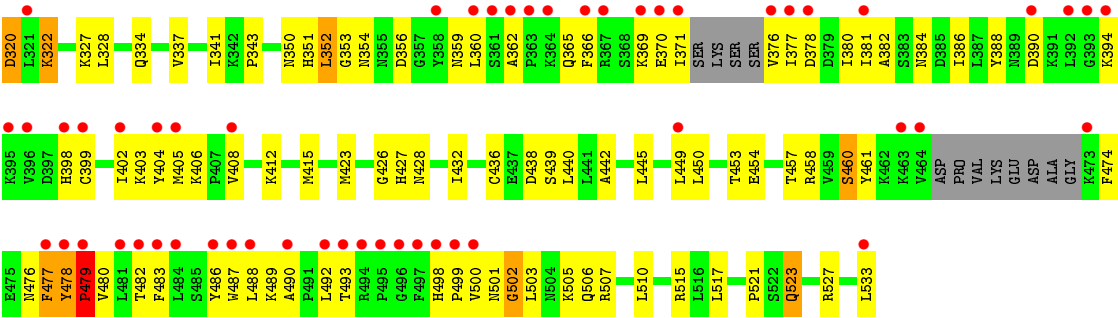 D320 L321 K322 K327 L328 Q334 V337 I341 K342 P343 N350 H351 L352 G353 N354 N355 D356 G357 Y358 N359 L360 S361 A362 P363 K364 Q365 F366 R367 S368 K369 E370 I371 SER LYS SER SER V376 I377 D378 D379 I380 I381 A382 S383 N384 D385 I386 L387 Y388 N389 D390 K391 L392 G393 K394
K395 V396 D397 H398 C399 I402 K403 Y404 M405 K406 P407 V408 K412 M415 M423 G426 H427 N428 I432 C436 E437 D438 S439 L440 L441 A442 L445 L449 L450 T453 E454 T457 R458 V459 S460 Y461 K462 K463 V464 ASP PRO VAL LYS GLU ASP ALA GLY K473 F474
E475 N476 F477 Y478 P479 V480 L481 T482 F483 L484 S485 Y486 W487 L488 K489 A490 P491 L492 T493 R494 P495 G496 F497 H498 P499 V500 N501 G502 L503 N504 K505 Q506 R507 L510 R515 L516 L517 P521 S522 Q523 R527 L533